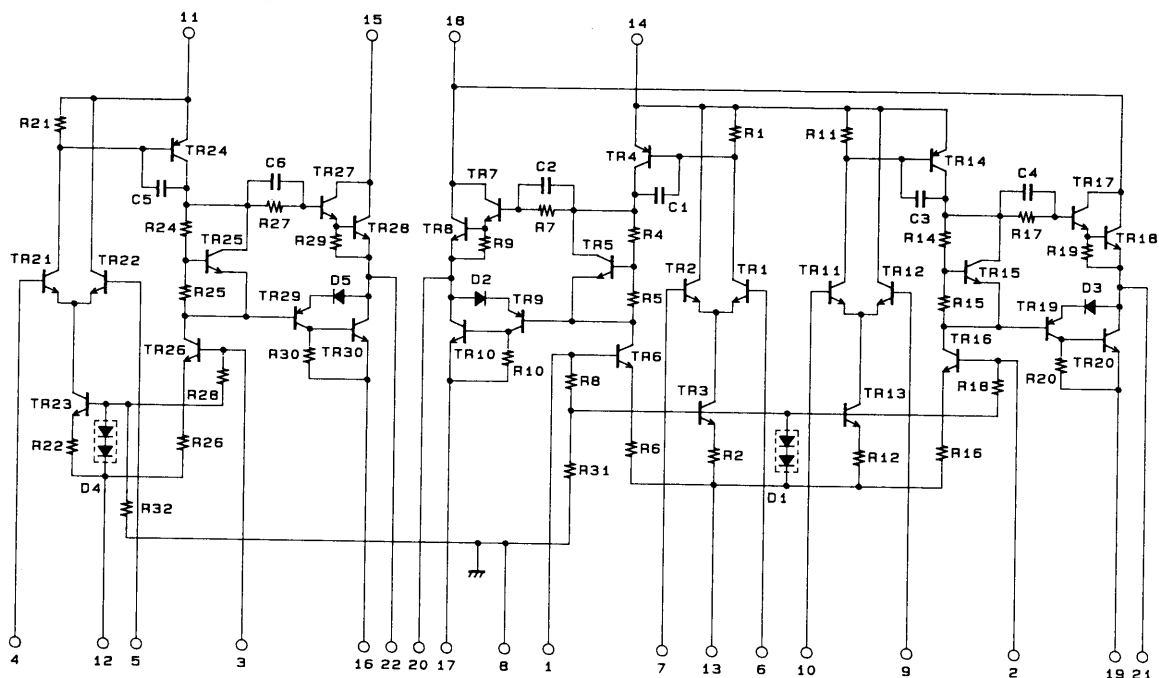 11
15
18
14
R21
TR24
C5
C6
TR27
R27
R24
TR25
R29
TR28
TR21
TR22
R25
D5
TR29
TR26
R30
TR30
R28
TR23
R22
R26
D4
R32
TR7
C2
TR4
R1
C1
TR8
R9
R7
R4
TR5
D2
TR9
R5
TR2
TR1
TR10
R10
TR6
R8
TR3
R6
R2
R31
D1
R11
TR14
C4
TR17
C3
R17
R14
R19
TR18
TR11
TR12
TR15
D3
R15
TR19
TR16
R20
TR20
R18
TR13
R12
R16
4
12
5
3
16
22
20
17
8
1
7
13
6
10
9
2
19
21